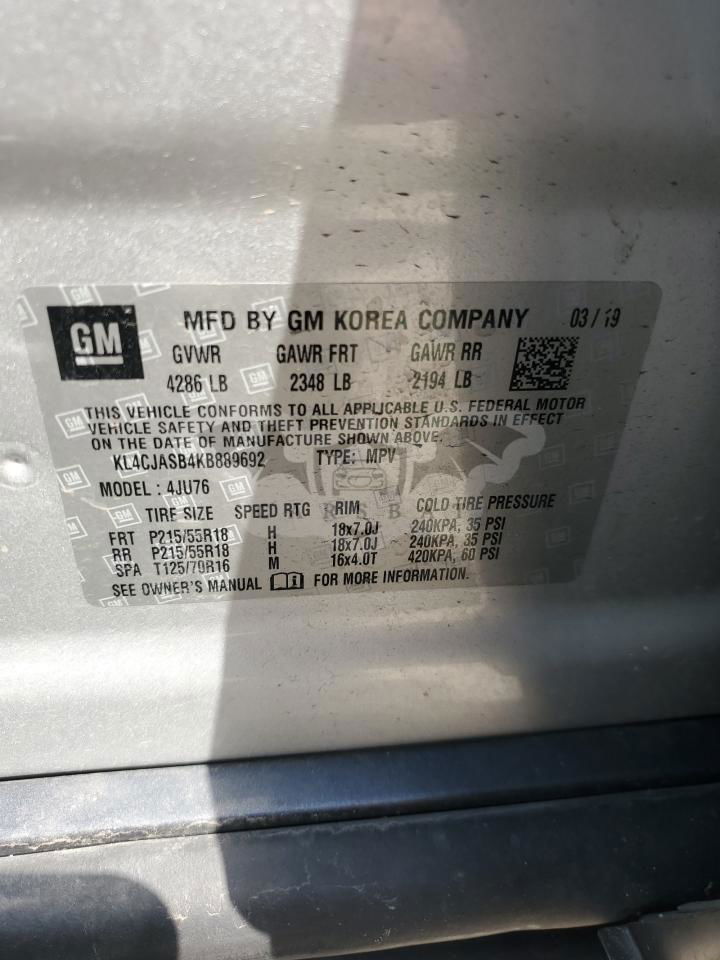 GM MFD BY GM KOREA COMPANY 03/19
GVWR GAWR FRT GAWR RR
4286 LB 2348 LB 2194 LB
THIS VEHICLE CONFORMS TO ALL APPLICABLE U.S. FEDERAL MOTOR
VEHICLE SAFETY AND THEFT PREVENTION STANDARDS IN EFFECT
ON THE DATE OF MANUFACTURE SHOWN ABOVE.
KL4CJASB4KB889692 TYPE: MPV
MODEL: 4JU76
TIRE SIZE SPEED RTG RIM COLD TIRE PRESSURE
FRT P215/55R18 H 18x7.0J 240KPA, 35 PSI
RR P215/55R18 H 18x7.0J 240KPA, 35 PSI
SPA T125/70R16 M 16x4.0T 420KPA, 60 PSI
SEE OWNER'S MANUAL FOR MORE INFORMATION.